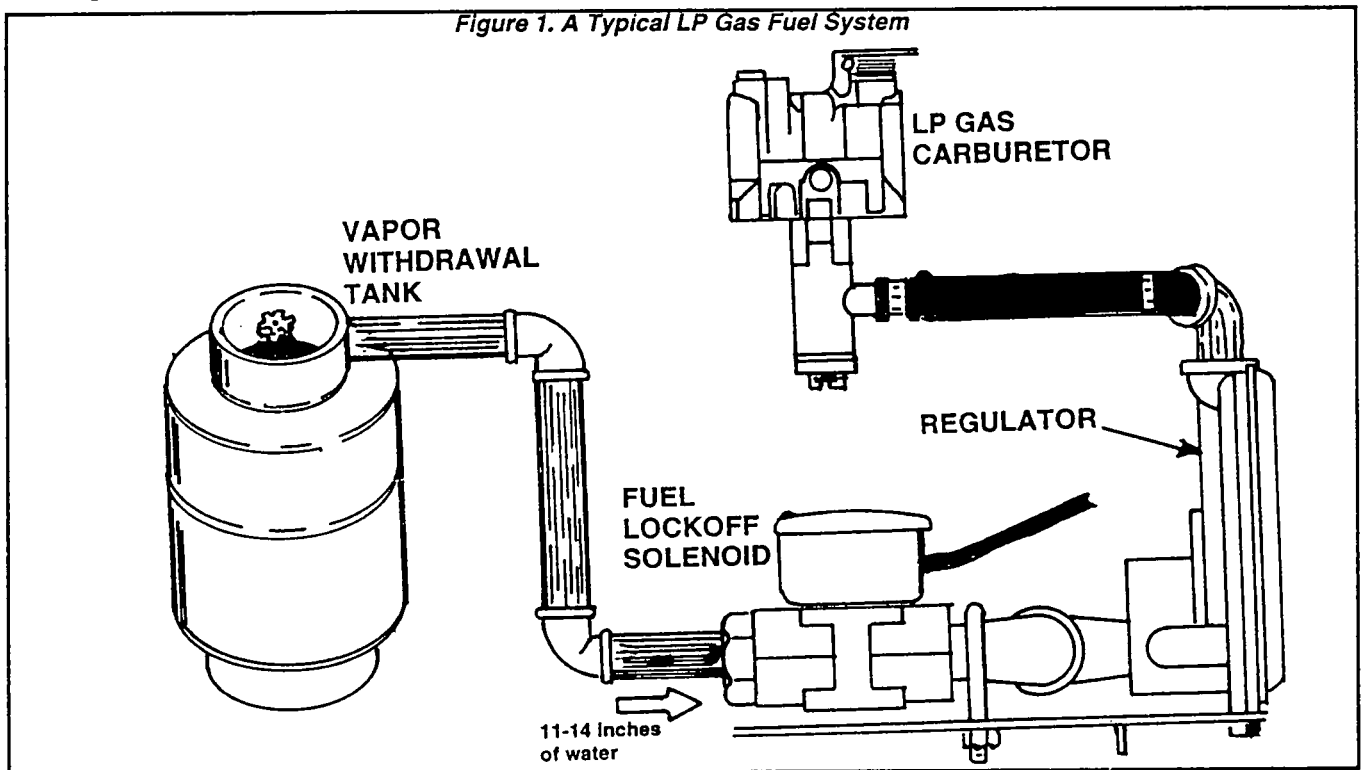 Figure 1. A Typical LP Gas Fuel System
LP GAS
CARBURETOR
VAPOR
WITHDRAWAL
TANK
REGULATOR
FUEL
LOCKOFF
SOLENOID
11-14 inches
of water